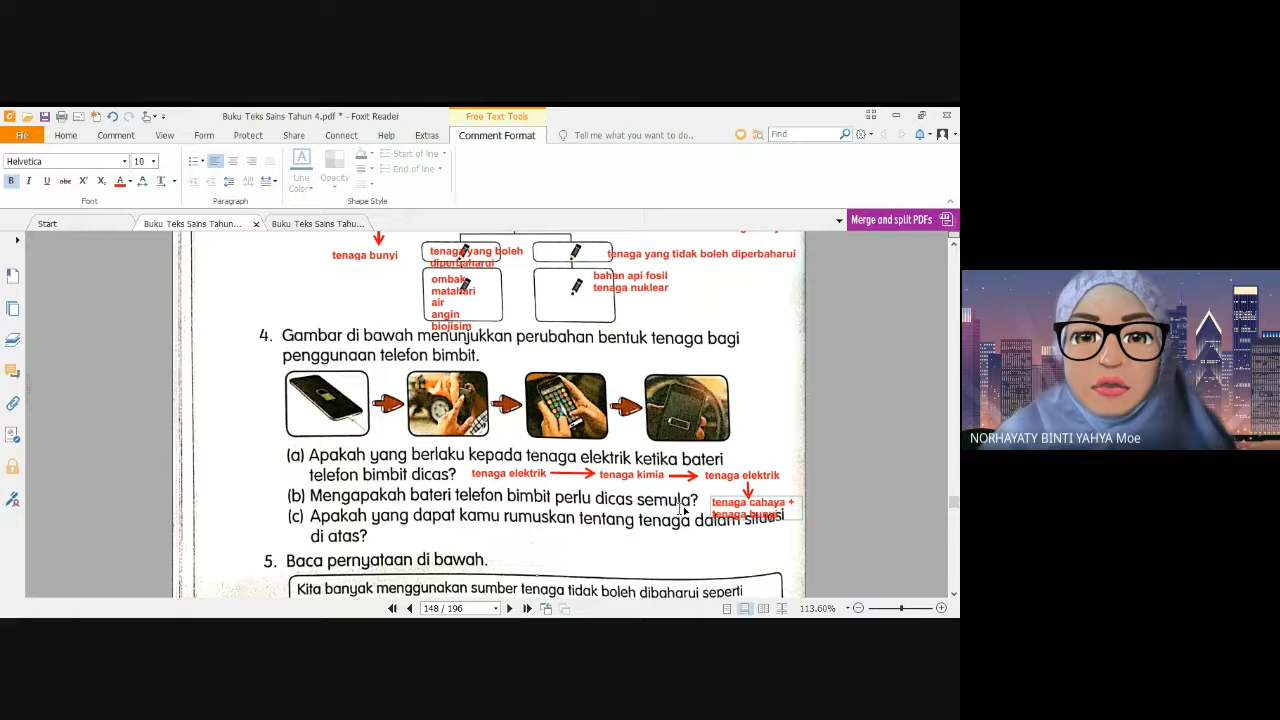 Buku Teks Sains Tahun 4.pdf * - Foxit Reader
Free Text Tools
File Home Comment View Form Protect Share Connect Help Extras Comment Format Tell me what you want to do.. Find
Helvetica 10
Start of line
End of line
Line Color
Opacity
Font
Paragraph
Shape Style
Start
Buku Teks Sains Tahun...
Buku Teks Sains Tahu...
Merge and split PDFs
tenaga bunyi
tenaga yang boleh
diperbaharui
tenaga yang tidak boleh diperbaharui
ombak
matahari
air
angin
biojisim
bahan api fosil
tenaga nuklear
4. Gambar di bawah menunjukkan perubahan bentuk tenaga bagi
penggunaan telefon bimbit.
(a) Apakah yang berlaku kepada tenaga elektrik ketika bateri
telefon bimbit dicas?
tenaga elektrik tenaga kimia tenaga elektrik
tenaga cahaya +
tenaga bunyi
(b) Mengapakah bateri telefon bimbit perlu dicas semula?
(c) Apakah yang dapat kamu rumuskan tentang tenaga dalam situasi
di atas?
5. Baca pernyataan di bawah.
Kita banyak menggunakan sumber tenaga tidak boleh dibaharui seperti
148 / 196
113.60%
NORHAYATY BINTI YAHYA Moe